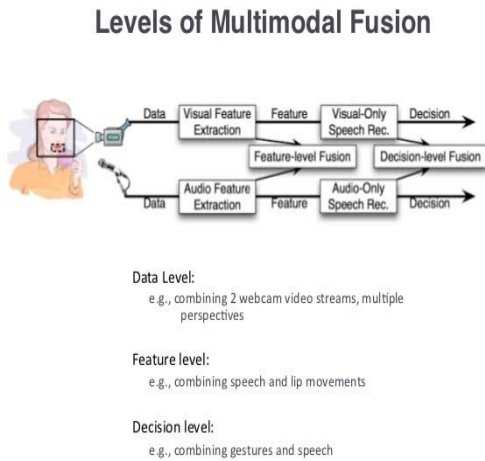 Levels of Multimodal Fusion
Data Visual Feature Extraction Feature Visual-Only Speech Rec. Decision
Feature-level Fusion Decision-level Fusion
Data Audio Feature Extraction Feature Audio-Only Speech Rec. Decision
Data Level:
e.g., combining 2 webcam video streams, multiple
perspectives
Feature level:
e.g., combining speech and lip movements
Decision level:
e.g., combining gestures and speech